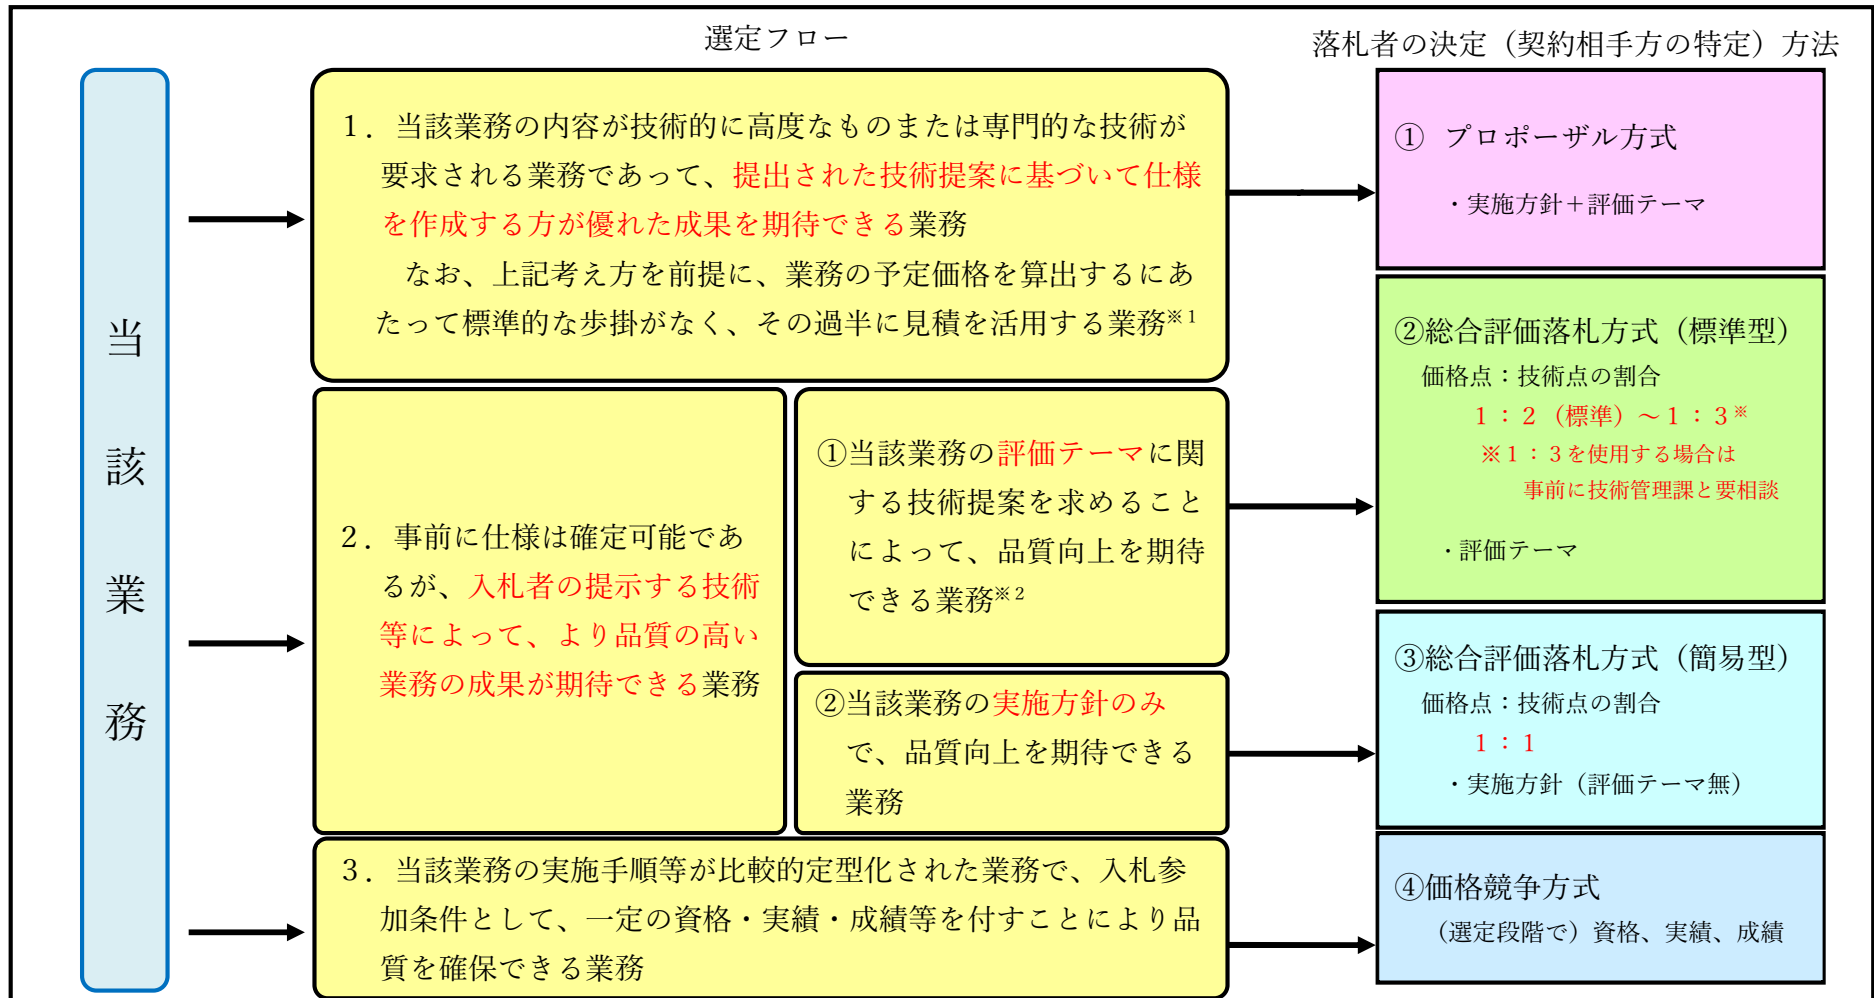 選定フロー
落札者の決定（契約相手方の特定）方法
当該業務
１．当該業務の内容が技術的に高度なものまたは専門的な技術が
要求される業務であって、提出された技術提案に基づいて仕様
を作成する方が優れた成果を期待できる業務
なお、上記考え方を前提に、業務の予定価格を算出するにあ
たって標準的な歩掛がなく、その過半に見積を活用する業務※１
① プロポーザル方式
・実施方針＋評価テーマ
２．事前に仕様は確定可能であ
るが、入札者の提示する技術
等によって、より品質の高い
業務の成果が期待できる業務
①当該業務の評価テーマに関
する技術提案を求めること
によって、品質向上を期待
できる業務※２
②総合評価落札方式（標準型）
価格点：技術点の割合
１：２（標準）～１：３※
※１：３を使用する場合は
事前に技術管理課と要相談
・評価テーマ
②当該業務の実施方針のみ
で、品質向上を期待できる
業務
③総合評価落札方式（簡易型）
価格点：技術点の割合
１：１
・実施方針（評価テーマ無）
３．当該業務の実施手順等が比較的定型化された業務で、入札参
加条件として、一定の資格・実績・成績等を付すことにより品
質を確保できる業務
④価格競争方式
（選定段階で）資格、実績、成績